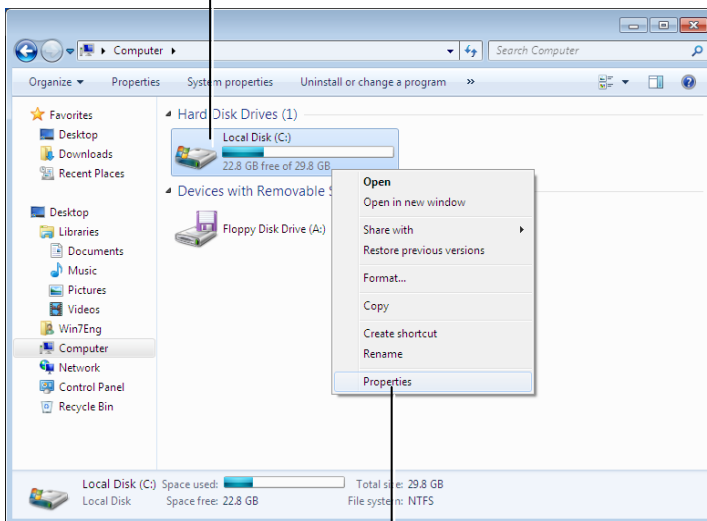 Computer
Search Computer
Organize Properties System properties Uninstall or change a program »
Favorites
Desktop
Downloads
Recent Places
Desktop
Libraries
Documents
Music
Pictures
Videos
Win7Eng
Computer
Network
Control Panel
Recycle Bin
Hard Disk Drives (1)
Local Disk (C:)
22.8 GB free of 29.8 GB
Devices with Removable
Floppy Disk Drive (A:)
Open
Open in new window
Share with
Restore previous versions
Format...
Copy
Create shortcut
Rename
Properties
Local Disk (C:) Space used: Total size: 29.8 GB
Local Disk Space free: 22.8 GB File system: NTFS